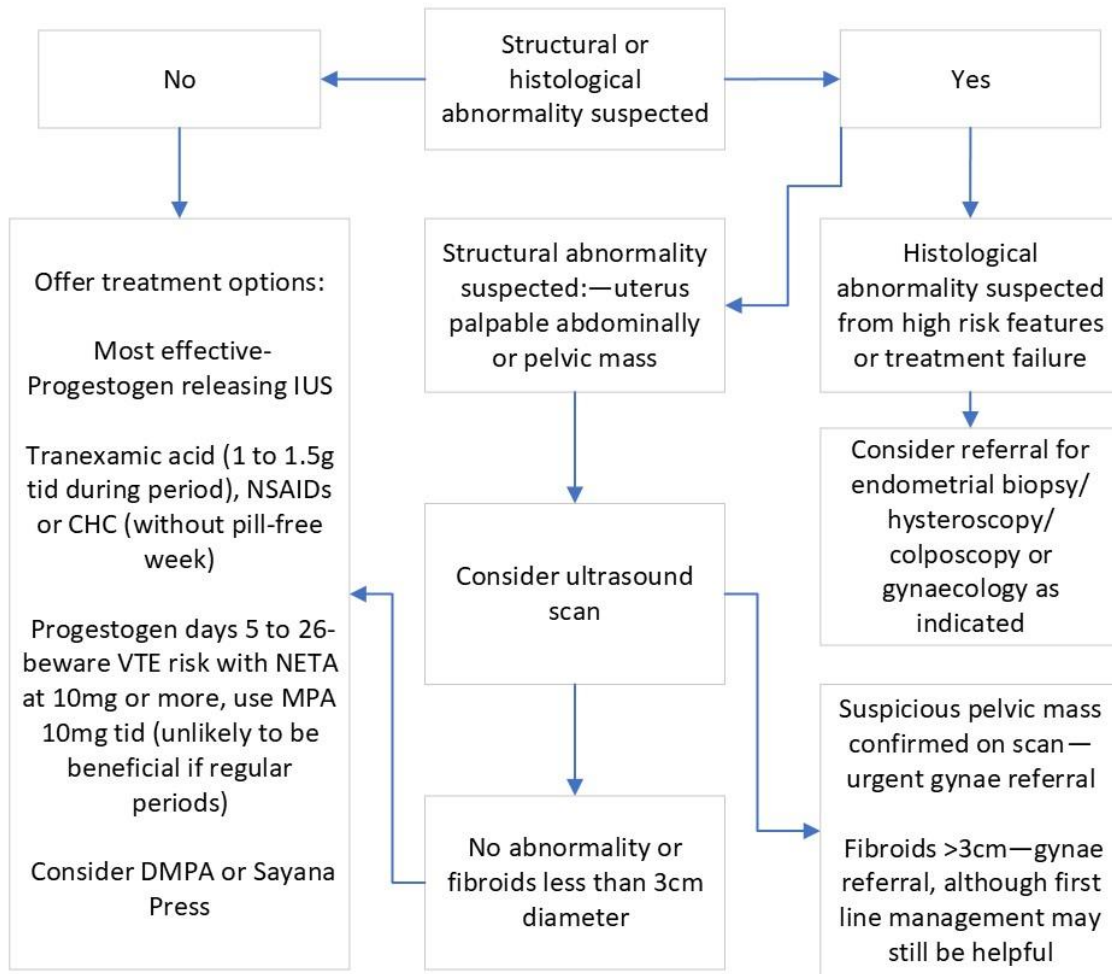 Structural or
histological
abnormality suspected
No
Yes
Offer treatment options:
Most effective-
Progestogen releasing IUS
Tranexamic acid (1 to 1.5g
tid during period), NSAIDs
or CHC (without pill-free
week)
Progestogen days 5 to 26-
beware VTE risk with NETA
at 10mg or more, use MPA
10mg tid (unlikely to be
beneficial if regular
periods)
Consider DMPA or Sayana
Press
Structural abnormality
suspected:—uterus
palpable abdominally
or pelvic mass
Histological
abnormality suspected
from high risk features
or treatment failure
Consider referral for
endometrial biopsy/
hysteroscopy/
colposcopy or
gynaecology as
indicated
Consider ultrasound
scan
No abnormality or
fibroids less than 3cm
diameter
Suspicious pelvic mass
confirmed on scan—
urgent gynae referral
Fibroids >3cm—gynae
referral, although first
line management may
still be helpful